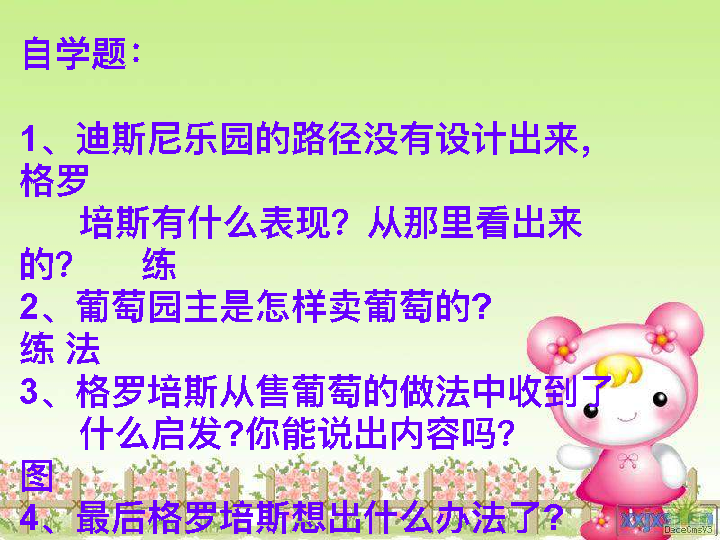 自学题：
1、迪斯尼乐园的路径没有设计出来，
格罗
培斯有什么表现？从那里看出来
的？ 练
2、葡萄园主是怎样卖葡萄的？
练 法
3、格罗培斯从售葡萄的做法中收到了
什么启发？你能说出内容吗？
图
4、最后格罗培斯想出什么办法了？
DedeCmsV3